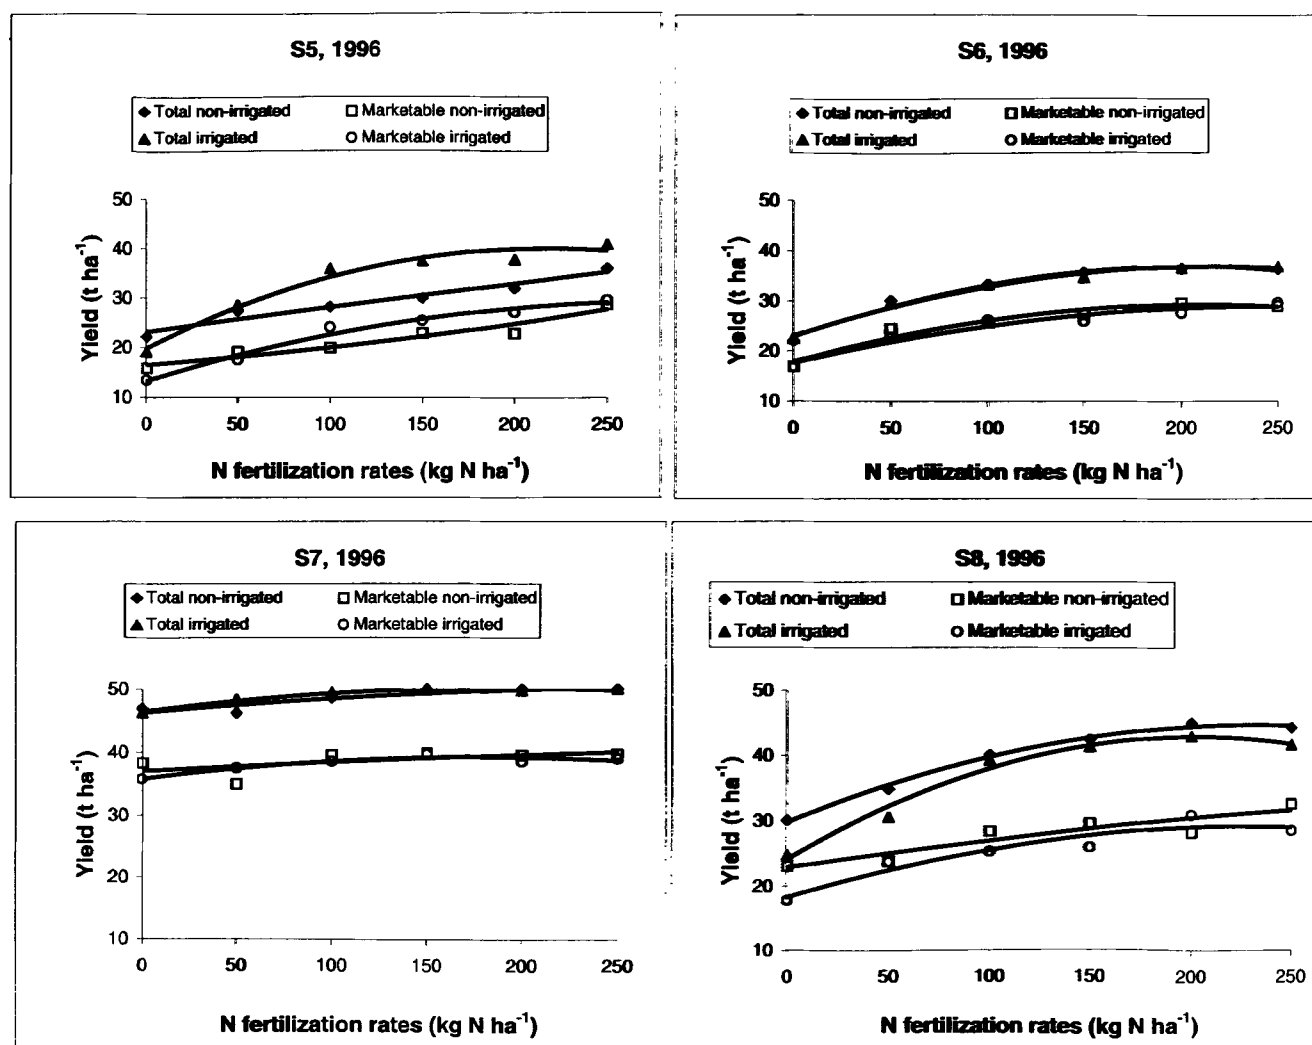 S5, 1996
Total non-irrigated Marketable non-irrigated
Total irrigated Marketable irrigated
50
40
30
20
10
Yield (t ha-1)
0 50 100 150 200 250
N fertilization rates (kg N ha-1)
S6, 1996
Total non-irrigated Marketable non-irrigated
Total irrigated Marketable irrigated
50
40
30
20
10
Yield (t ha-1)
0 50 100 150 200 250
N fertilization rates (kg N ha-1)
S7, 1996
Total non-irrigated Marketable non-irrigated
Total irrigated Marketable irrigated
50
40
30
20
10
Yield (t ha-1)
0 50 100 150 200 250
N fertilization rates (kg N ha-1)
S8, 1996
Total non-irrigated Marketable non-irrigated
Total irrigated Marketable irrigated
50
40
30
20
10
Yield (t ha-1)
0 50 100 150 200 250
N fertilization rates (kg N ha-1)